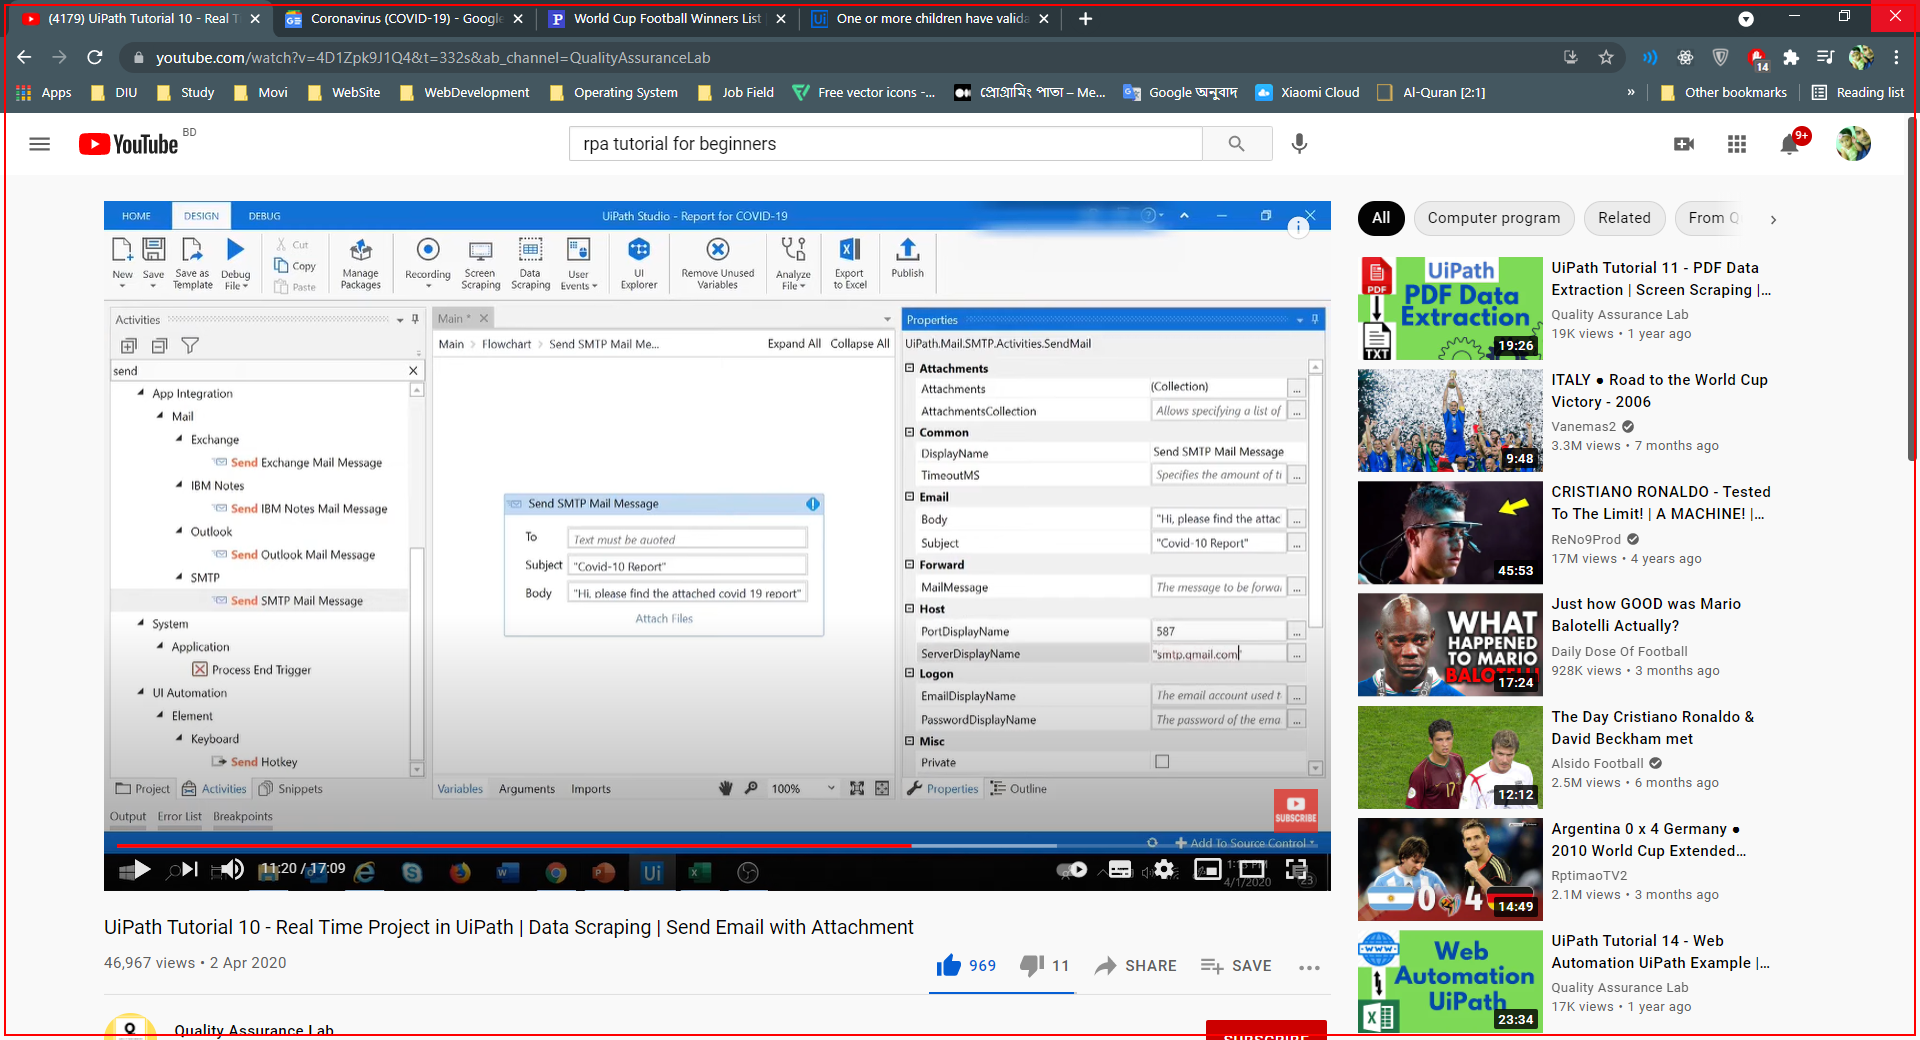 (4179) UiPath Tutorial 10 - Real T
Coronavirus (COVID-19) - Google
World Cup Football Winners List
One or more children have valida
youtube.com/watch?v=4D1Zpk9J1Q4&t=332s&ab_channel=QualityAssuranceLab
14
Apps
DIU
Study
Movi
WebSite
WebDevelopment
Operating System
Job Field
Free vector icons -...
প্রোগ্রামিং পাতা – Me...
Google অনুবাদ
Xiaomi Cloud
Al-Quran [2:1]
»
Other bookmarks
Reading list
YouTube BD
rpa tutorial for beginners
9+
HOME DESIGN DEBUG
UiPath Studio - Report for COVID-19
New
Save
Save as Template
Debug File
Cut
Copy
Paste
Manage Packages
Recording
Screen Scraping
Data Scraping
User Events
UI Explorer
Remove Unused Variables
Analyze File
Export to Excel
Publish
Activities
send
App Integration
Mail
Exchange
Send Exchange Mail Message
IBM Notes
Send IBM Notes Mail Message
Outlook
Send Outlook Mail Message
SMTP
Send SMTP Mail Message
System
Application
Process End Trigger
UI Automation
Element
Keyboard
Send Hotkey
Project Activities Snippets
Output Error List Breakpoints
Main *
Main > Flowchart > Send SMTP Mail Me...
Expand All Collapse All
Send SMTP Mail Message
To Text must be quoted
Subject "Covid-10 Report"
Body "Hi, please find the attached covid 19 report"
Attach Files
Variables Arguments Imports
100%
Properties
UiPath.Mail.SMTP.Activities.SendMail
Attachments
Attachments (Collection) ...
AttachmentsCollection Allows specifying a list of ...
Common
DisplayName Send SMTP Mail Message
TimeoutMS Specifies the amount of ti ...
Email
Body "Hi, please find the attac ...
Subject "Covid-10 Report" ...
Forward
MailMessage The message to be forwa ...
Host
PortDisplayName 587 ...
ServerDisplayName "smtp.gmail.com" ...
Logon
EmailDisplayName The email account used t ...
PasswordDisplayName The password of the ema ...
Misc
Private
Properties Outline
SUBSCRIBE
Add To Source Control
11:20 / 17:09
4/1/2020
23
UiPath Tutorial 10 - Real Time Project in UiPath | Data Scraping | Send Email with Attachment
46,967 views • 2 Apr 2020
969
11
SHARE
SAVE
Quality Assurance Lab
SUBSCRIBE
All
Computer program
Related
From Q
UiPath
PDF Data
Extraction
PDF
TXT
19:26
UiPath Tutorial 11 - PDF Data
Extraction | Screen Scraping |...
Quality Assurance Lab
19K views • 1 year ago
9:48
ITALY ● Road to the World Cup
Victory - 2006
Vanemas2
3.3M views • 7 months ago
45:53
CRISTIANO RONALDO - Tested
To The Limit! | A MACHINE! |...
ReNo9Prod
17M views • 4 years ago
WHAT
HAPPENED
TO MARIO
BALOTELLI
17:24
Just how GOOD was Mario
Balotelli Actually?
Daily Dose Of Football
928K views • 3 months ago
17
12:12
The Day Cristiano Ronaldo &
David Beckham met
Alsido Football
2.5M views • 6 months ago
0 4
14:49
Argentina 0 x 4 Germany ●
2010 World Cup Extended...
RptimaoTV2
2.1M views • 3 months ago
WWW
Web
Automation
UiPath
23:34
UiPath Tutorial 14 - Web
Automation UiPath Example |...
Quality Assurance Lab
17K views • 1 year ago